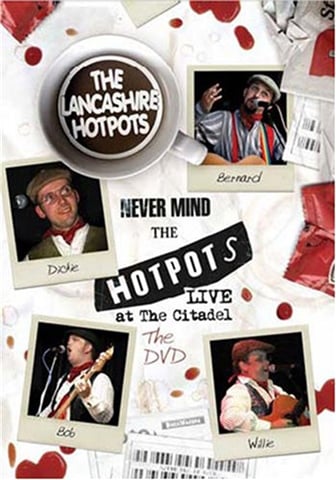 THE
LANCASHIRE
HOTPOTS
Bernard
Dickie
NEVER MIND
THE
HOTPOTS
LIVE
at The Citadel
The
DVD
Bob
Willie